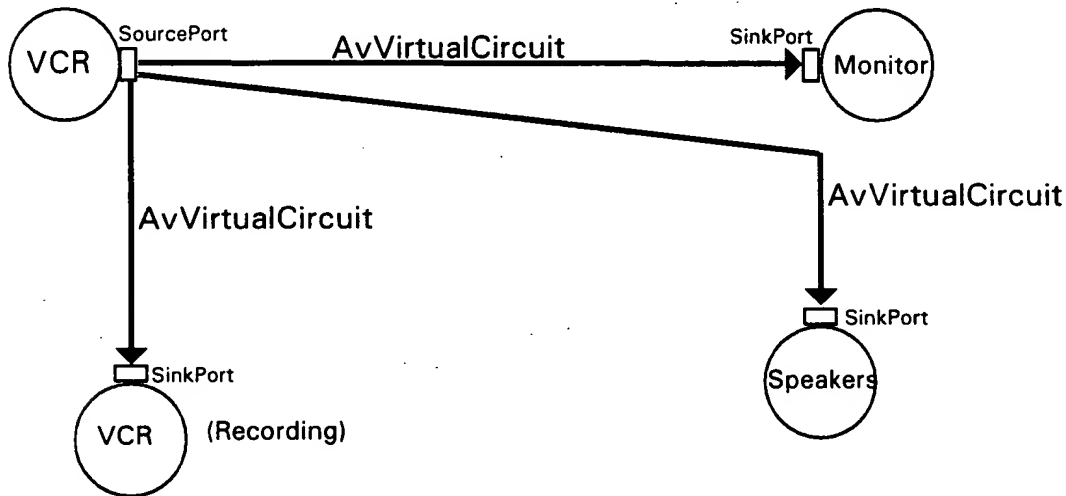 SourcePort
VCR
AvVirtualCircuit
SinkPort
Monitor
AvVirtualCircuit
AvVirtualCircuit
SinkPort
SinkPort
Speakers
VCR
(Recording)